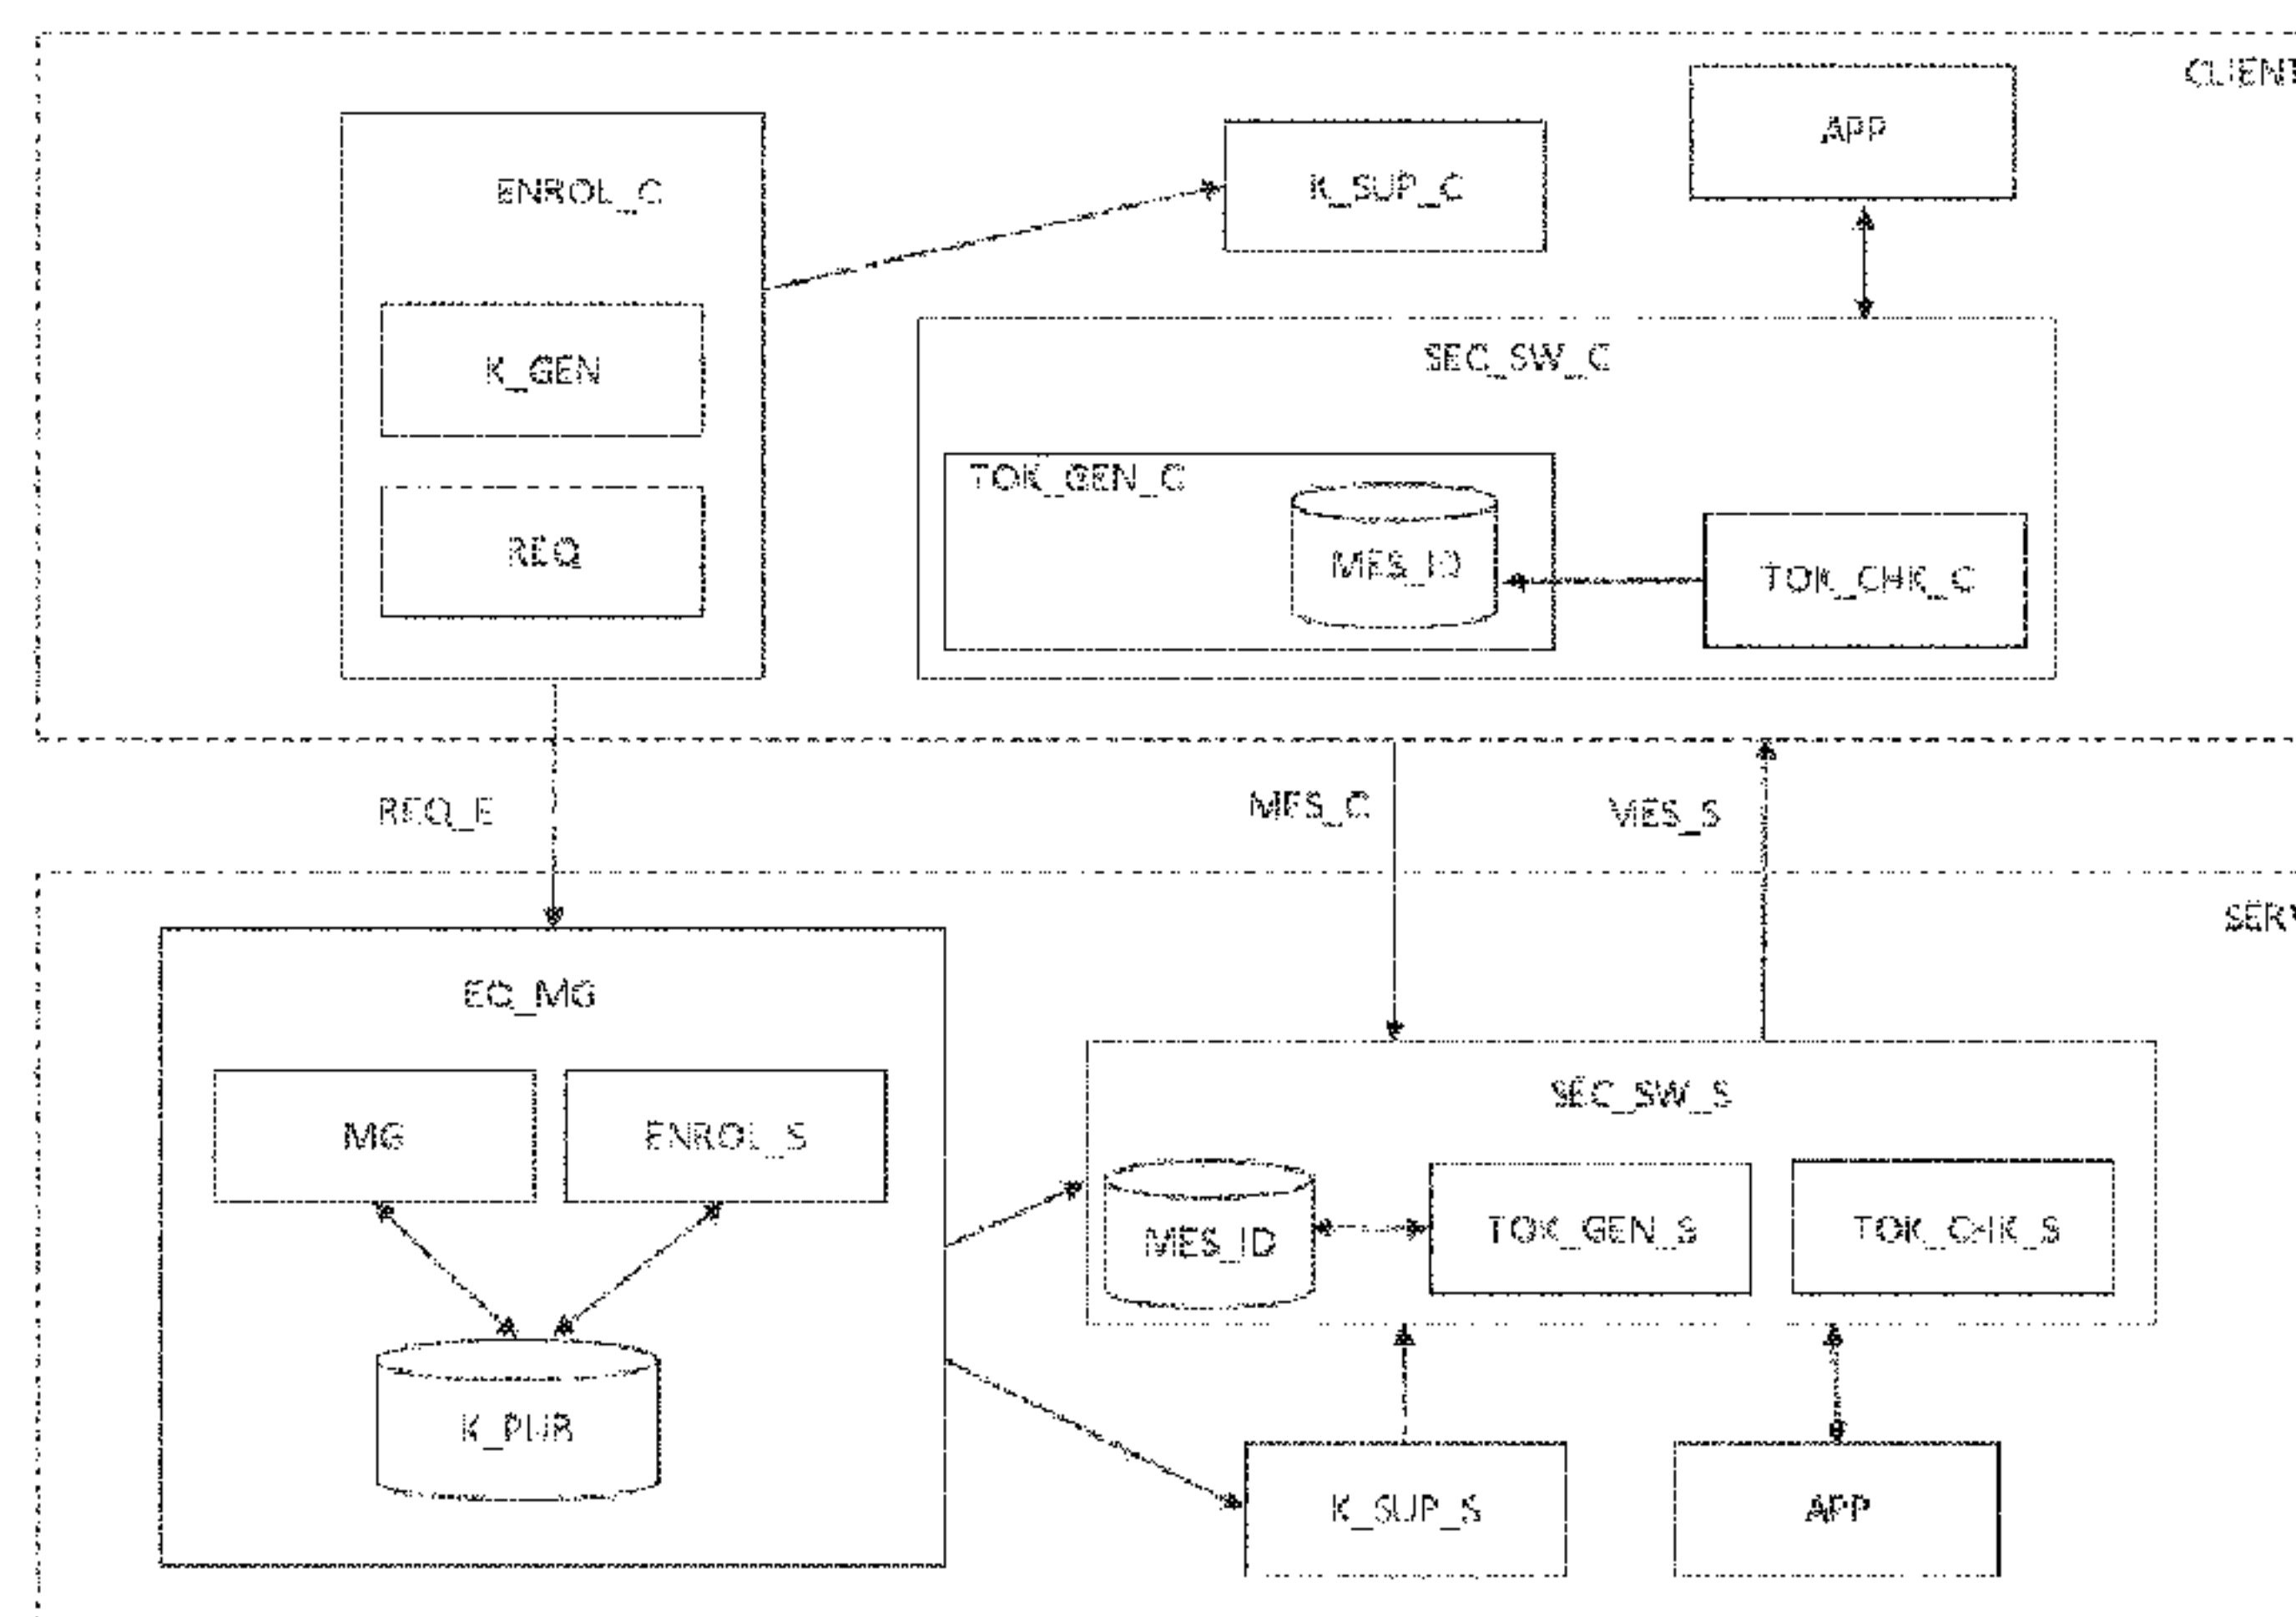 CLIENT
APP
ENROL_C
K_SUP_C
K_GEN
SEC_SW_C
TOK_GEN_C
REQ
MES_ID
TOK_CHK_C
REQ_E
MES_C
MES_S
SERV
EQ_MG
SEC_SW_S
MG
ENROL_S
MES_ID
TOK_GEN_S
TOK_CHK_S
K_PUB
K_SUP_S
APP